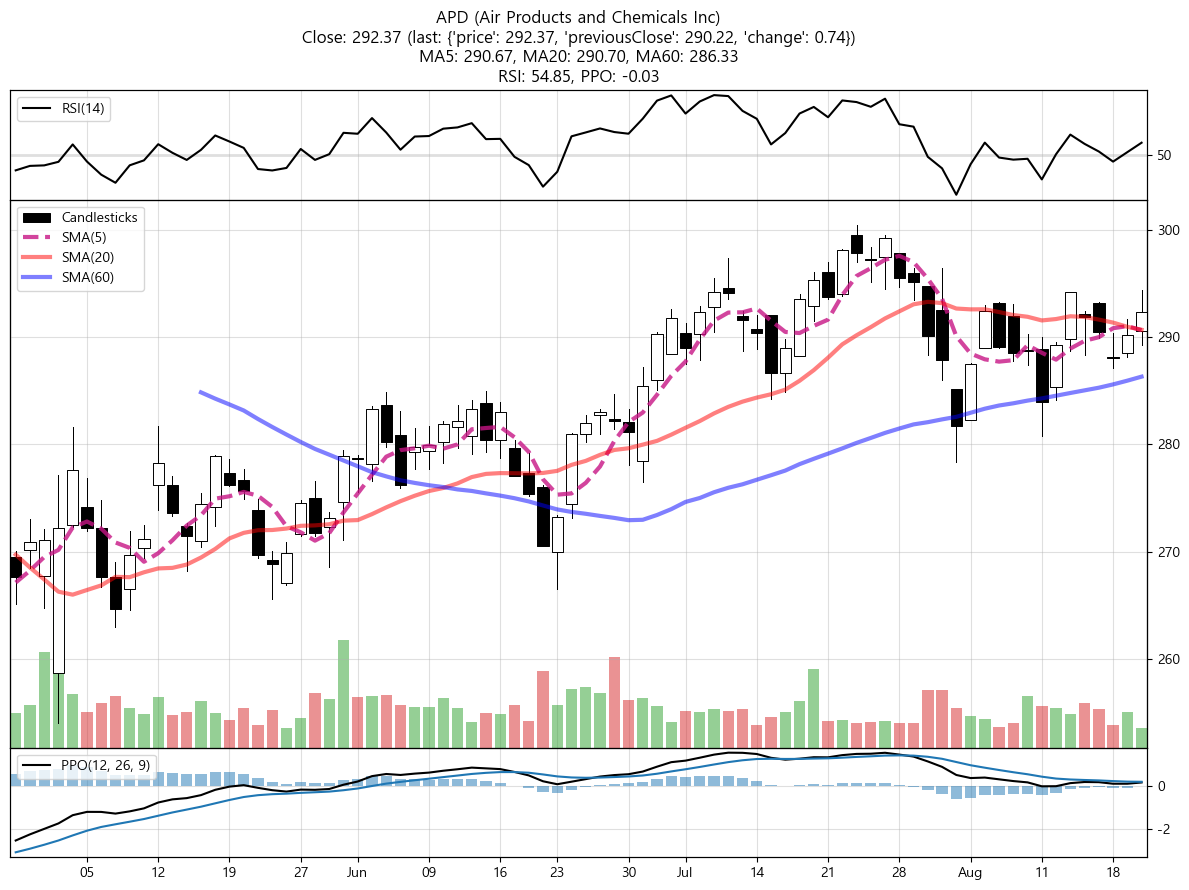 APD (Air Products and Chemicals Inc)
Close: 292.37 (last: {'price': 292.37, 'previousClose': 290.22, 'change': 0.74})
MA5: 290.67, MA20: 290.70, MA60: 286.33
RSI: 54.85, PPO: -0.03
RSI(14)
50
Candlesticks
SMA(5)
SMA(20)
SMA(60)
300
290
280
270
260
PPO(12, 26, 9)
0
-2
05 12 19 27 Jun 09 16 23 30 Jul 14 21 28 Aug 11 18